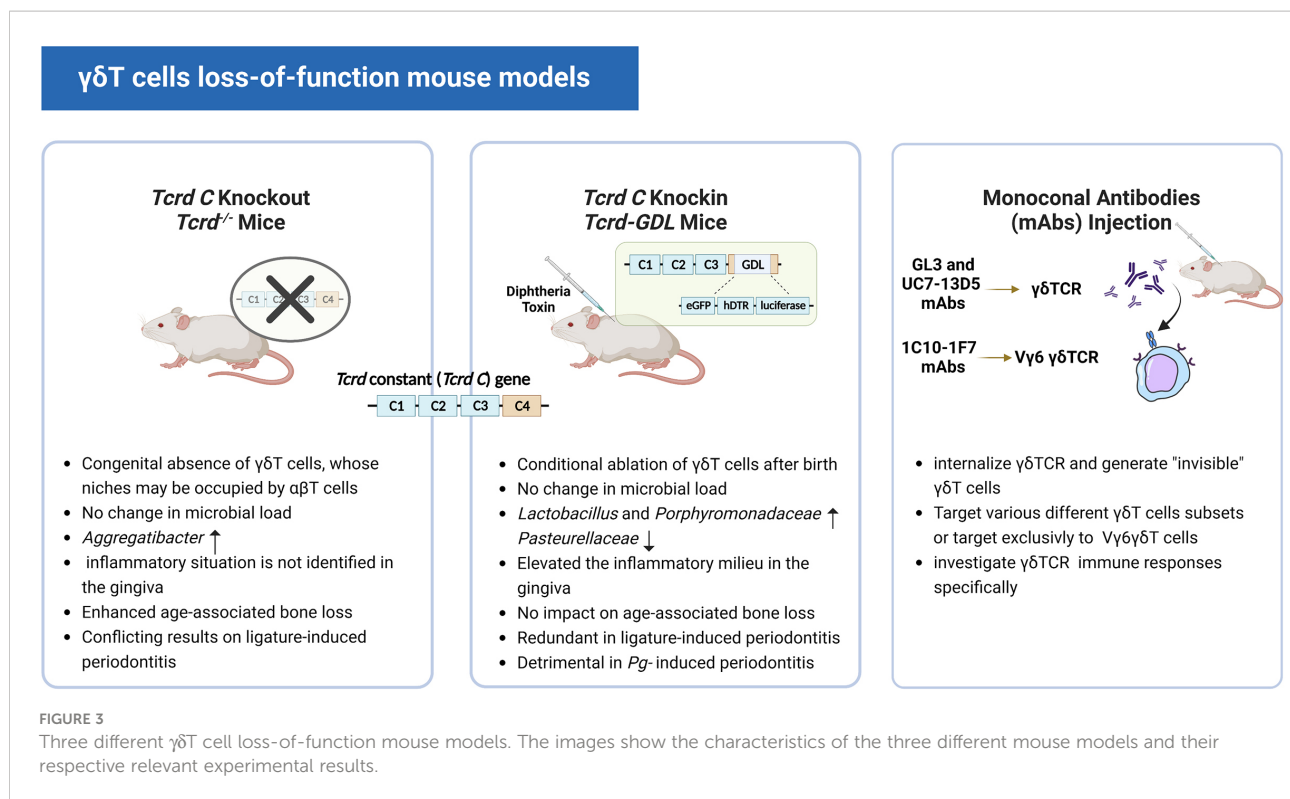 γδT cells loss-of-function mouse models
Tcrd C Knockout
Tcrd-/- Mice
C1 C2 C3 C4
Tcrd C Knockin
Tcrd-GDL Mice
Diphtheria
Toxin
C1 C2 C3 GDL
eGFP hDTR luciferase
Monoconal Antibodies
(mAbs) Injection
GL3 and
UC7-13D5
mAbs
γδTCR
1C10-1F7
mAbs
Vγ6 γδTCR
Tcrd constant (Tcrd C) gene
C1 C2 C3 C4
• Congenital absence of γδT cells, whose
niches may be occupied by αβT cells
• No change in microbial load
• Aggregatibacter ↑
• inflammatory situation is not identified in
the gingiva
• Enhanced age-associated bone loss
• Conflicting results on ligature-induced
periodontitis
• Conditional ablation of γδT cells after birth
• No change in microbial load
• Lactobacillus and Porphyromonadaceae ↑
Pasteurellaceae ↓
• Elevated the inflammatory milieu in the
gingiva
• No impact on age-associated bone loss
• Redundant in ligature-induced periodontitis
• Detrimental in Pg- induced periodontitis
• internalize γδTCR and generate "invisible"
γδT cells
• Target various different γδT cells subsets
or target exclusivly to Vγ6γδT cells
• investigate γδTCR immune responses
specifically
FIGURE 3
Three different γδT cell loss-of-function mouse models. The images show the characteristics of the three different mouse models and their
respective relevant experimental results.